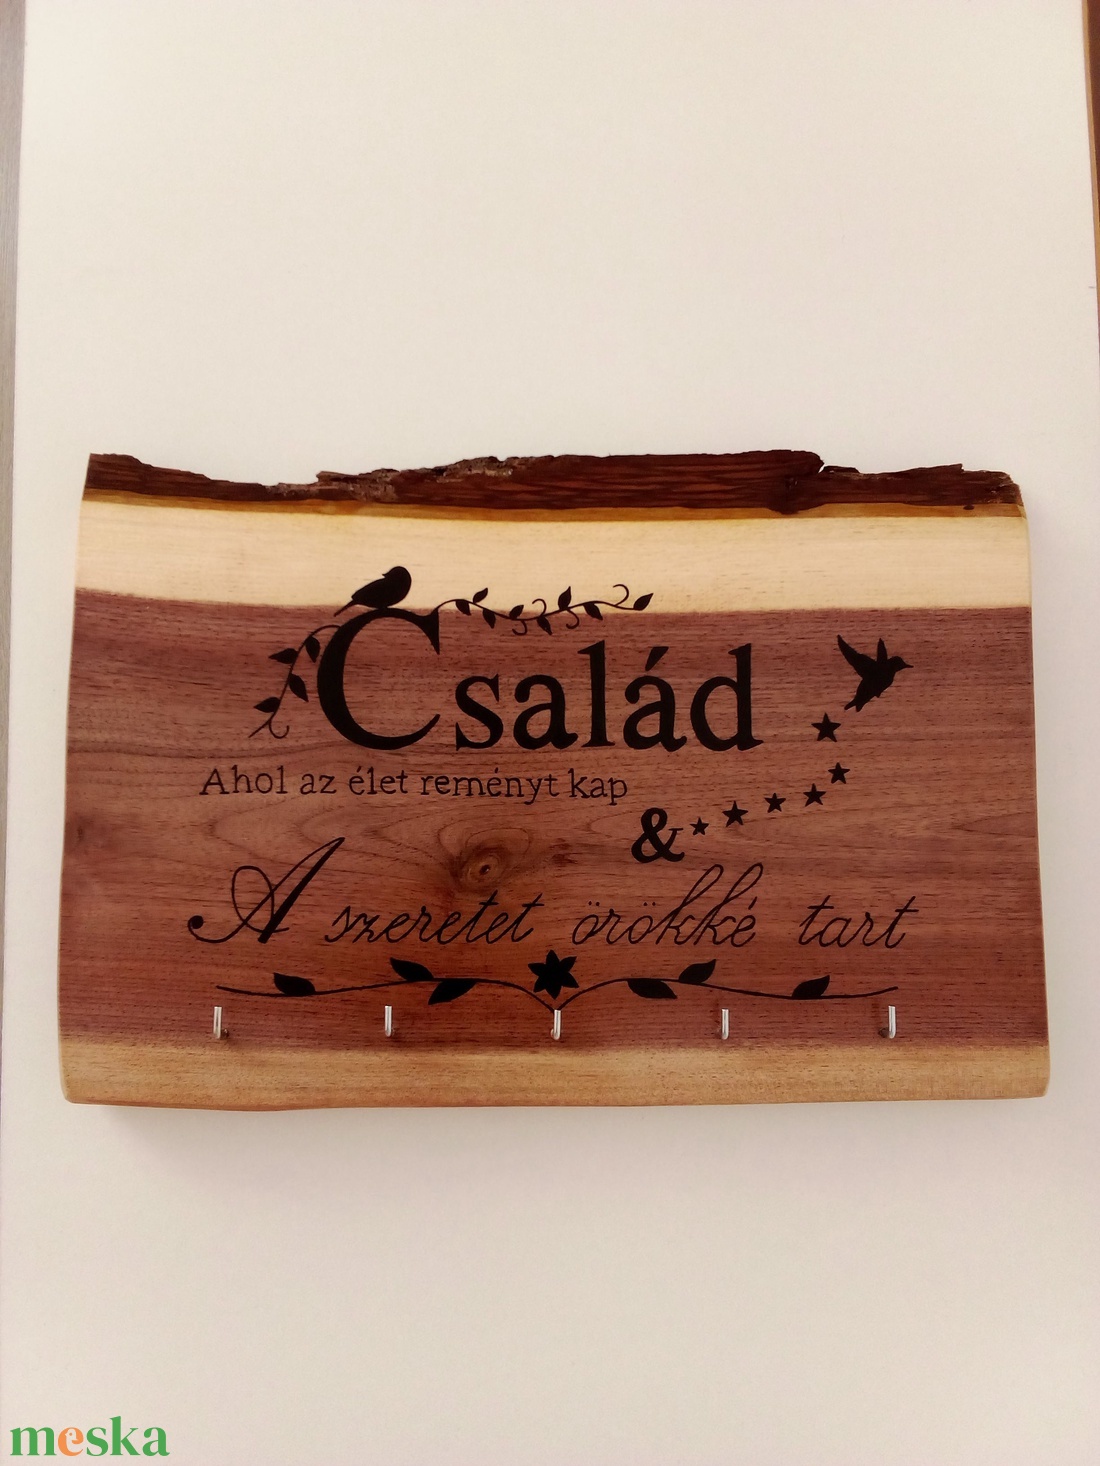 Család
Ahol az élet reményt kap
&
A szeretet örökké tart
meska